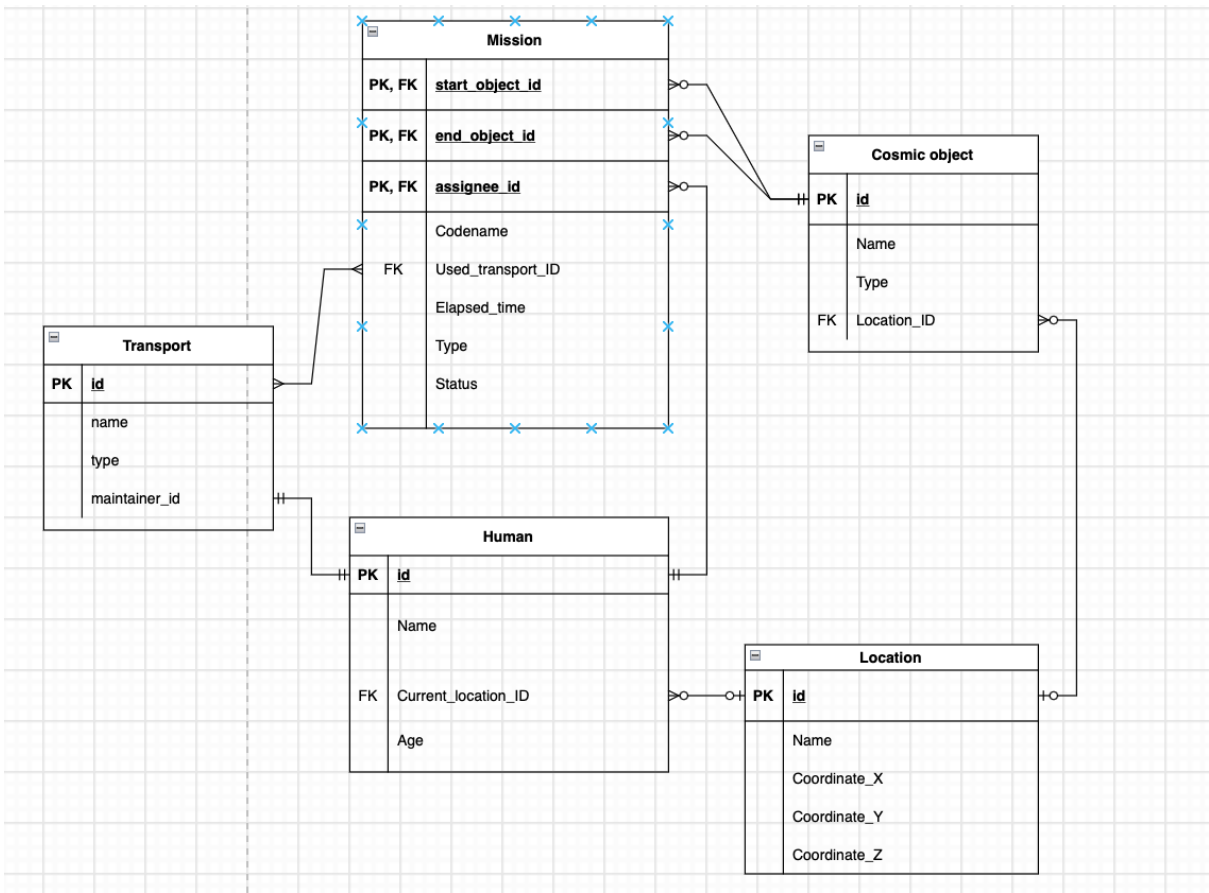 Mission
PK, FK start_object_id
PK, FK end_object_id
PK, FK assignee_id
Codename
FK Used_transport_ID
Elapsed_time
Type
Status
Cosmic object
PK id
Name
Type
FK Location_ID
Transport
PK id
name
type
maintainer_id
Human
PK id
Name
FK Current_location_ID
Age
Location
PK id
Name
Coordinate_X
Coordinate_Y
Coordinate_Z